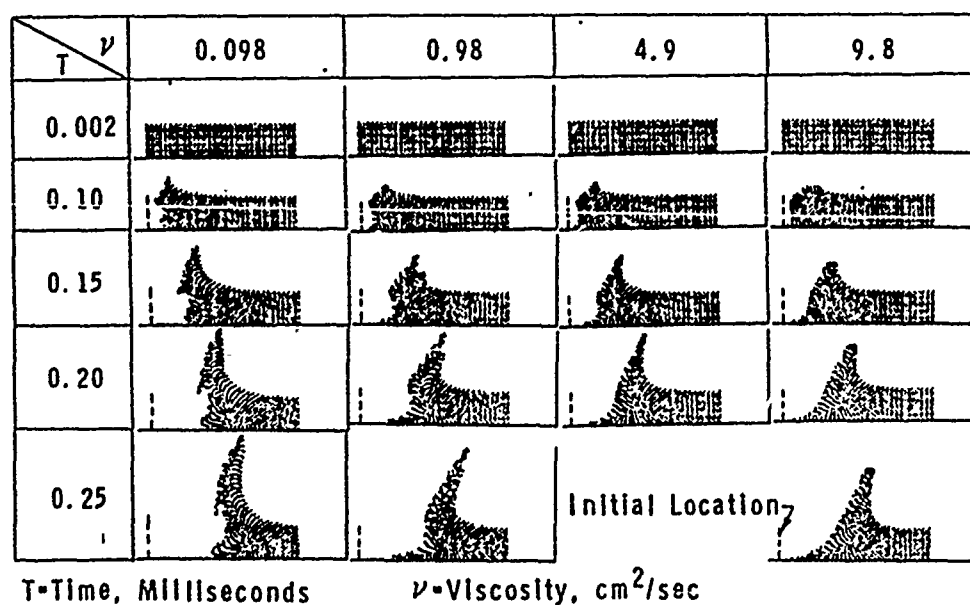 T ν 0.098 0.98 4.9 9.8
0.002
0.10
0.15
0.20
0.25
Initial Location
T=Time, Milliseconds ν=Viscosity, cm²/sec